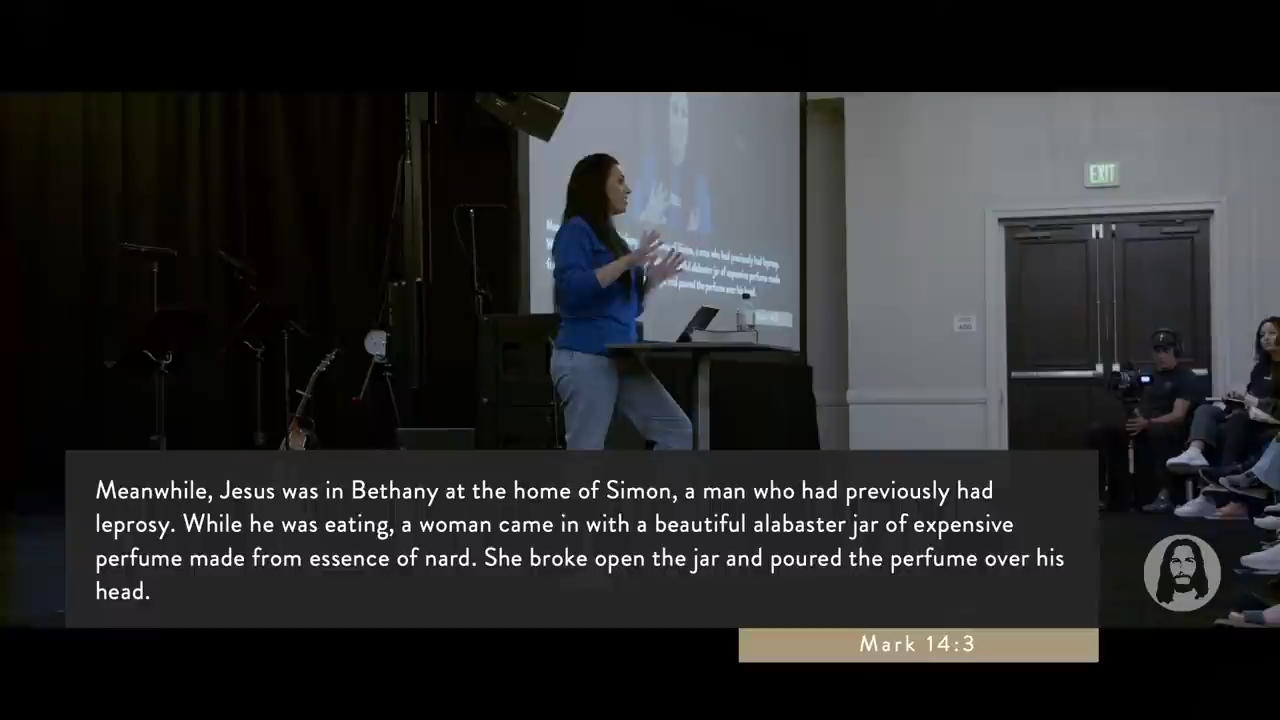 EXIT
Meanwhile, Jesus was in Bethany at the home of Simon, a man who had previously had
leprosy. While he was eating, a woman came in with a beautiful alabaster jar of expensive
perfume made from essence of nard. She broke open the jar and poured the perfume over his
head.
Mark 14:3